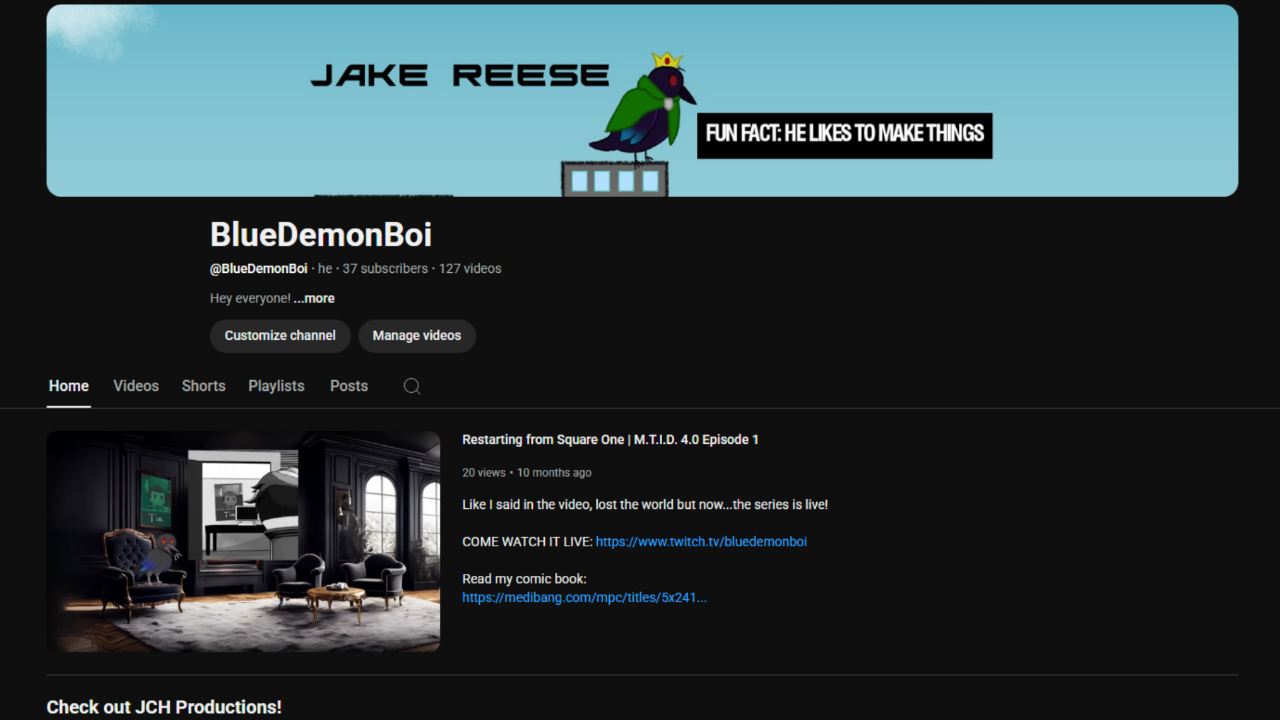 JAKE REESE
FUN FACT: HE LIKES TO MAKE THINGS
BlueDemonBoi
@BlueDemonBoi · he · 37 subscribers · 127 videos
Hey everyone! ...more
Customize channel
Manage videos
Home
Videos
Shorts
Playlists
Posts
Restarting from Square One | M.T.I.D. 4.0 Episode 1
20 views • 10 months ago
Like I said in the video, lost the world but now...the series is live!
COME WATCH IT LIVE: https://www.twitch.tv/bluedemonboi
Read my comic book:
https://medibang.com/mpc/titles/5x241...
Check out JCH Productions!